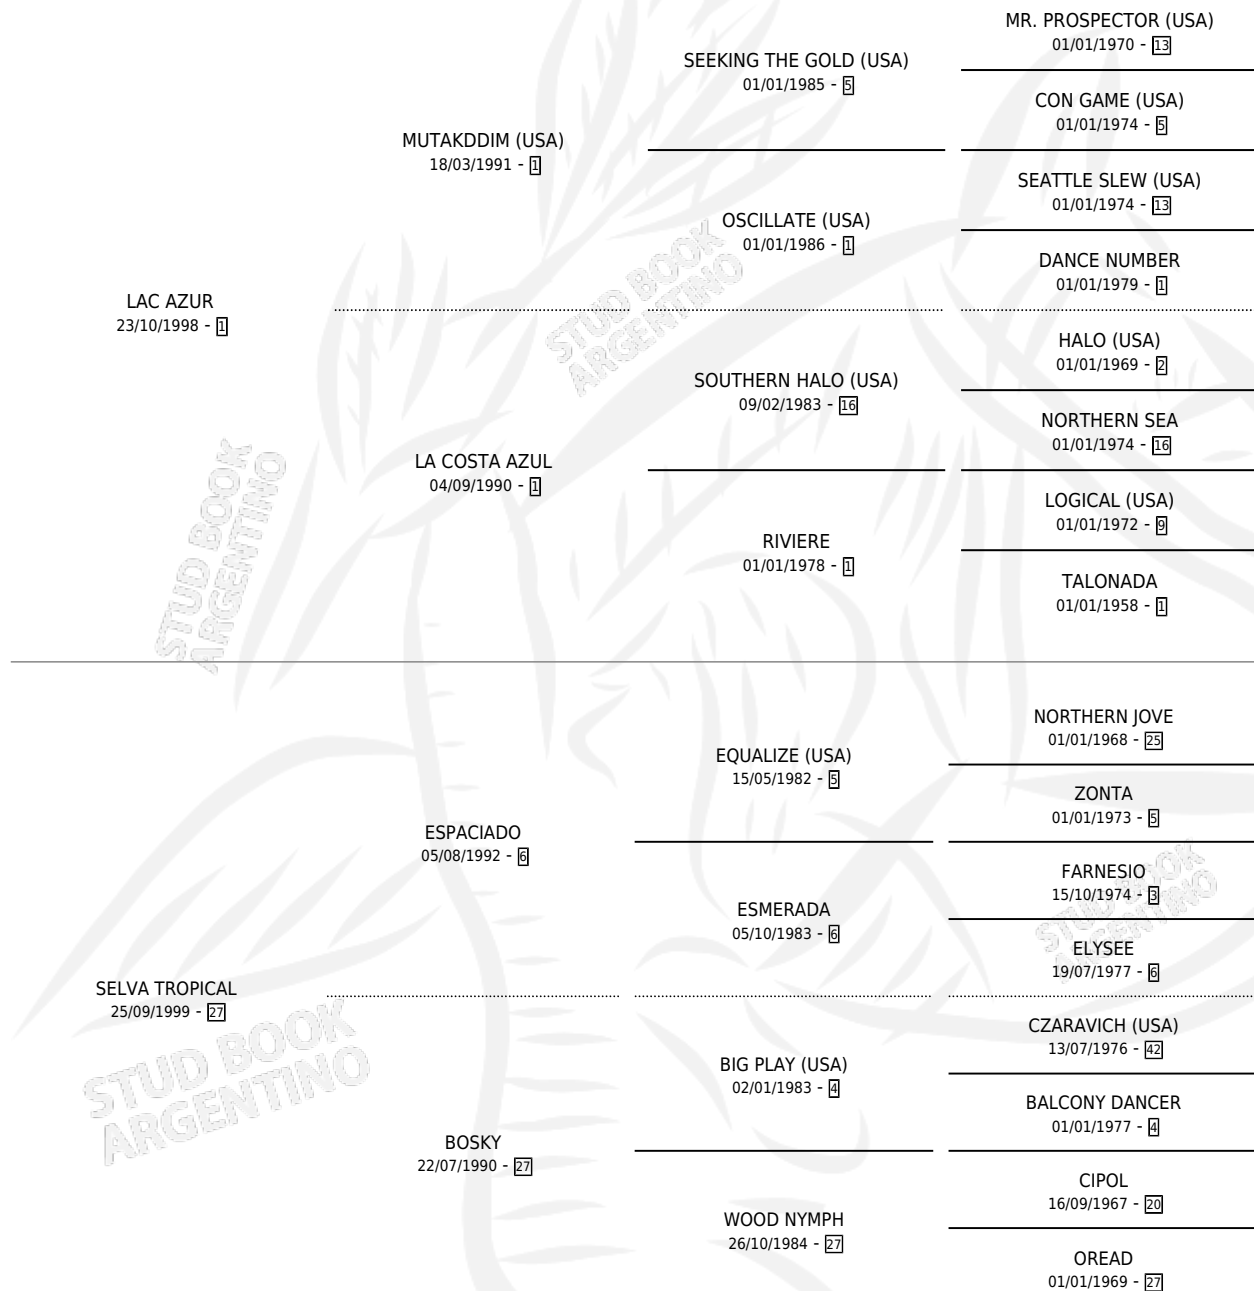 MR. PROSPECTOR (USA)
01/01/1970 - 13
SEEKING THE GOLD (USA)
01/01/1985 - 5
CON GAME (USA)
01/01/1974 - 5
MUTAKDDIM (USA)
18/03/1991 - 1
SEATTLE SLEW (USA)
01/01/1974 - 13
OSCILLATE (USA)
01/01/1986 - 1
DANCE NUMBER
01/01/1979 - 1
LAC AZUR
23/10/1998 - 1
HALO (USA)
01/01/1969 - 2
SOUTHERN HALO (USA)
09/02/1983 - 16
NORTHERN SEA
01/01/1974 - 16
LA COSTA AZUL
04/09/1990 - 1
LOGICAL (USA)
01/01/1972 - 9
RIVIERE
01/01/1978 - 1
TALONADA
01/01/1958 - 1
NORTHERN JOVE
01/01/1968 - 25
EQUALIZE (USA)
15/05/1982 - 5
ZONTA
01/01/1973 - 5
ESPACIADO
05/08/1992 - 6
FARNESIO
15/10/1974 - 3
ESMERADA
05/10/1983 - 6
ELYSEE
19/07/1977 - 6
SELVA TROPICAL
25/09/1999 - 27
CZARAVICH (USA)
13/07/1976 - 42
BIG PLAY (USA)
02/01/1983 - 4
BALCONY DANCER
01/01/1977 - 4
BOSKY
22/07/1990 - 27
CIPOL
16/09/1967 - 20
WOOD NYMPH
26/10/1984 - 27
OREAD
01/01/1969 - 27
STUD BOOK
ARGENTINO
STUD BOOK
ARGENTINO
STUD BOOK
ARGENTINO
STUD BOOK
ARGENTINO